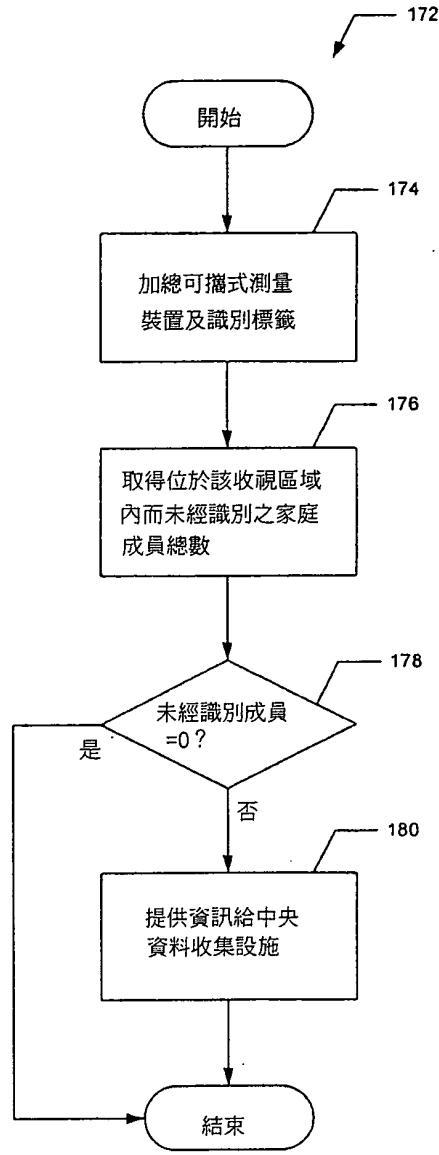 172
開始
174
加總可攜式測量
裝置及識別標籤
176
取得位於該收視區域
內而未經識別之家庭
成員總數
178
未經識別成員
=0？
是
否
180
提供資訊給中央
資料收集設施
結束